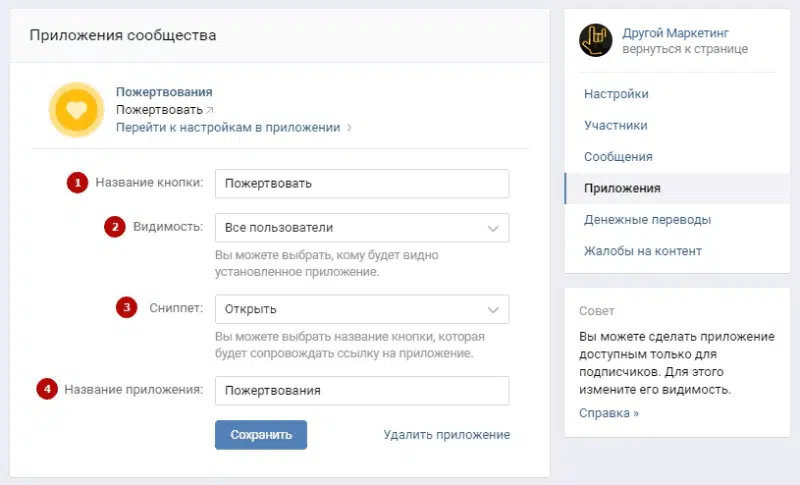 Приложения сообщества
Пожертвования
Пожертвовать
Перейти к настройкам в приложении
1 Название кнопки: Пожертвовать
2 Видимость: Все пользователи
Вы можете выбрать, кому будет видно
установленное приложение.
3 Сниппет: Открыть
Вы можете выбрать название кнопки, которая
будет сопровождать ссылку на приложение.
4 Название приложения: Пожертвования
Сохранить Удалить приложение
Другой Маркетинг
вернуться к странице
Настройки
Участники
Сообщения
Приложения
Денежные переводы
Жалобы на контент
Совет
Вы можете сделать приложение
доступным только для
подписчиков. Для этого
измените его видимость.
Справка »